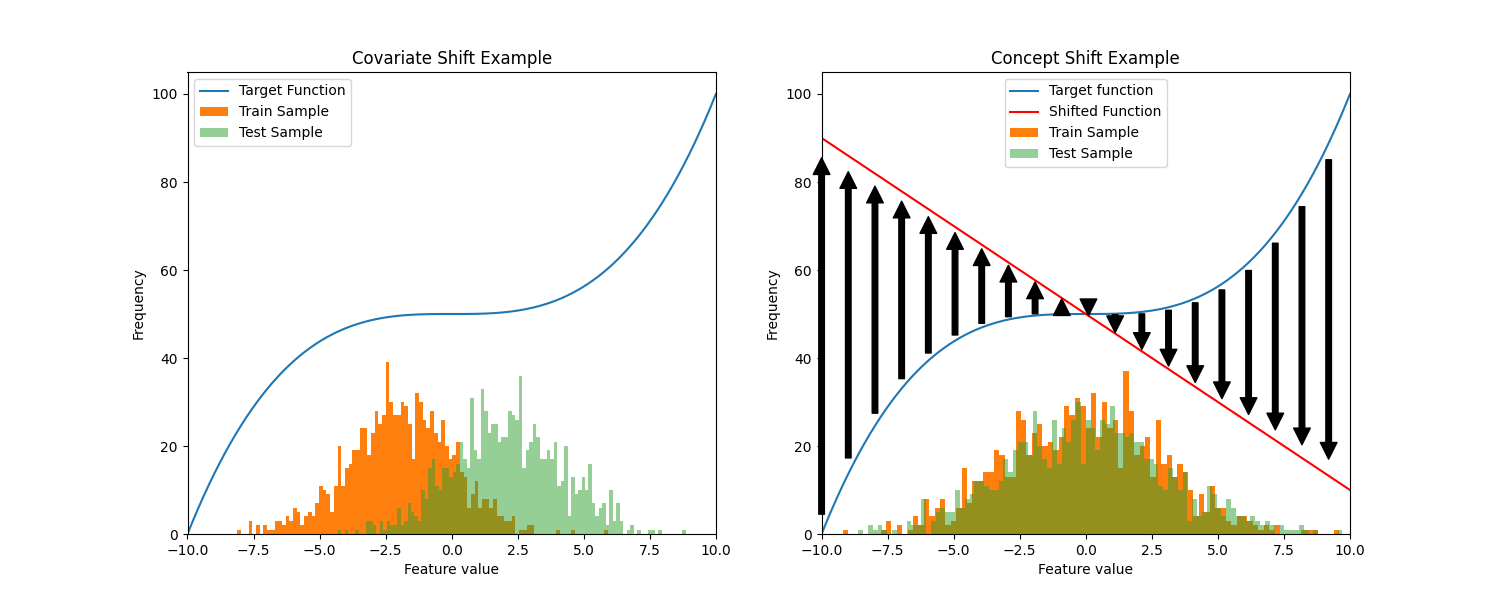 Covariate Shift Example
Target Function
Train Sample
Test Sample
100
80
60
40
20
0
Frequency
−10.0 −7.5 −5.0 −2.5 0.0 2.5 5.0 7.5 10.0
Feature value
Concept Shift Example
Target function
Shifted Function
Train Sample
Test Sample
100
80
60
40
20
0
Frequency
−10.0 −7.5 −5.0 −2.5 0.0 2.5 5.0 7.5 10.0
Feature value